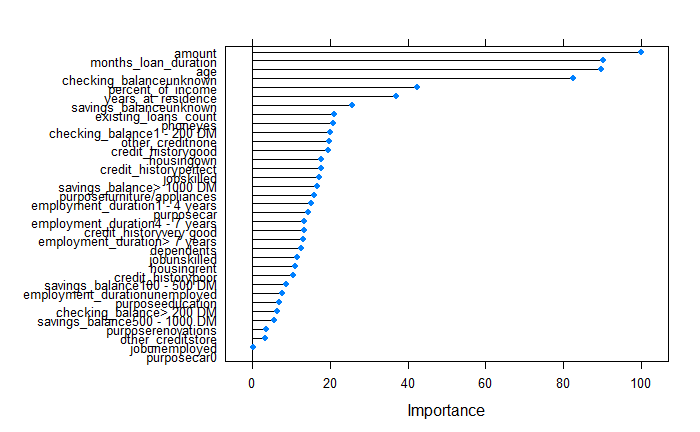 amount
months_loan_duration
age
checking_balanceunknown
percent_of_income
years_at_residence
savings_balanceunknown
existing_loans_count
phoneyes
checking_balance1 - 200 DM
other_creditnone
credit_historygood
housingown
credit_historyperfect
jobskilled
savings_balance> 1000 DM
purposefurniture/appliances
employment_duration1 - 4 years
purposecar
employment_duration4 - 7 years
credit_historyvery good
employment_duration> 7 years
dependents
jobunskilled
housingrent
credit_historypoor
savings_balance100 - 500 DM
employment_durationunemployed
purposeeducation
checking_balance> 200 DM
savings_balance500 - 1000 DM
purposerenovations
other_creditstore
jobunemployed
purposecar0
0 20 40 60 80 100
Importance